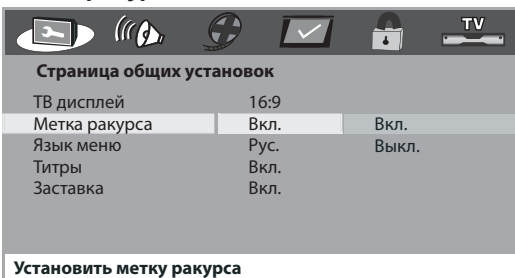 TV
Страница общих установок
ТВ дисплей 16:9
Метка ракурса Вкл. Вкл.
Язык меню Рус. Выкл.
Титры Вкл.
Заставка Вкл.
Установить метку ракурса